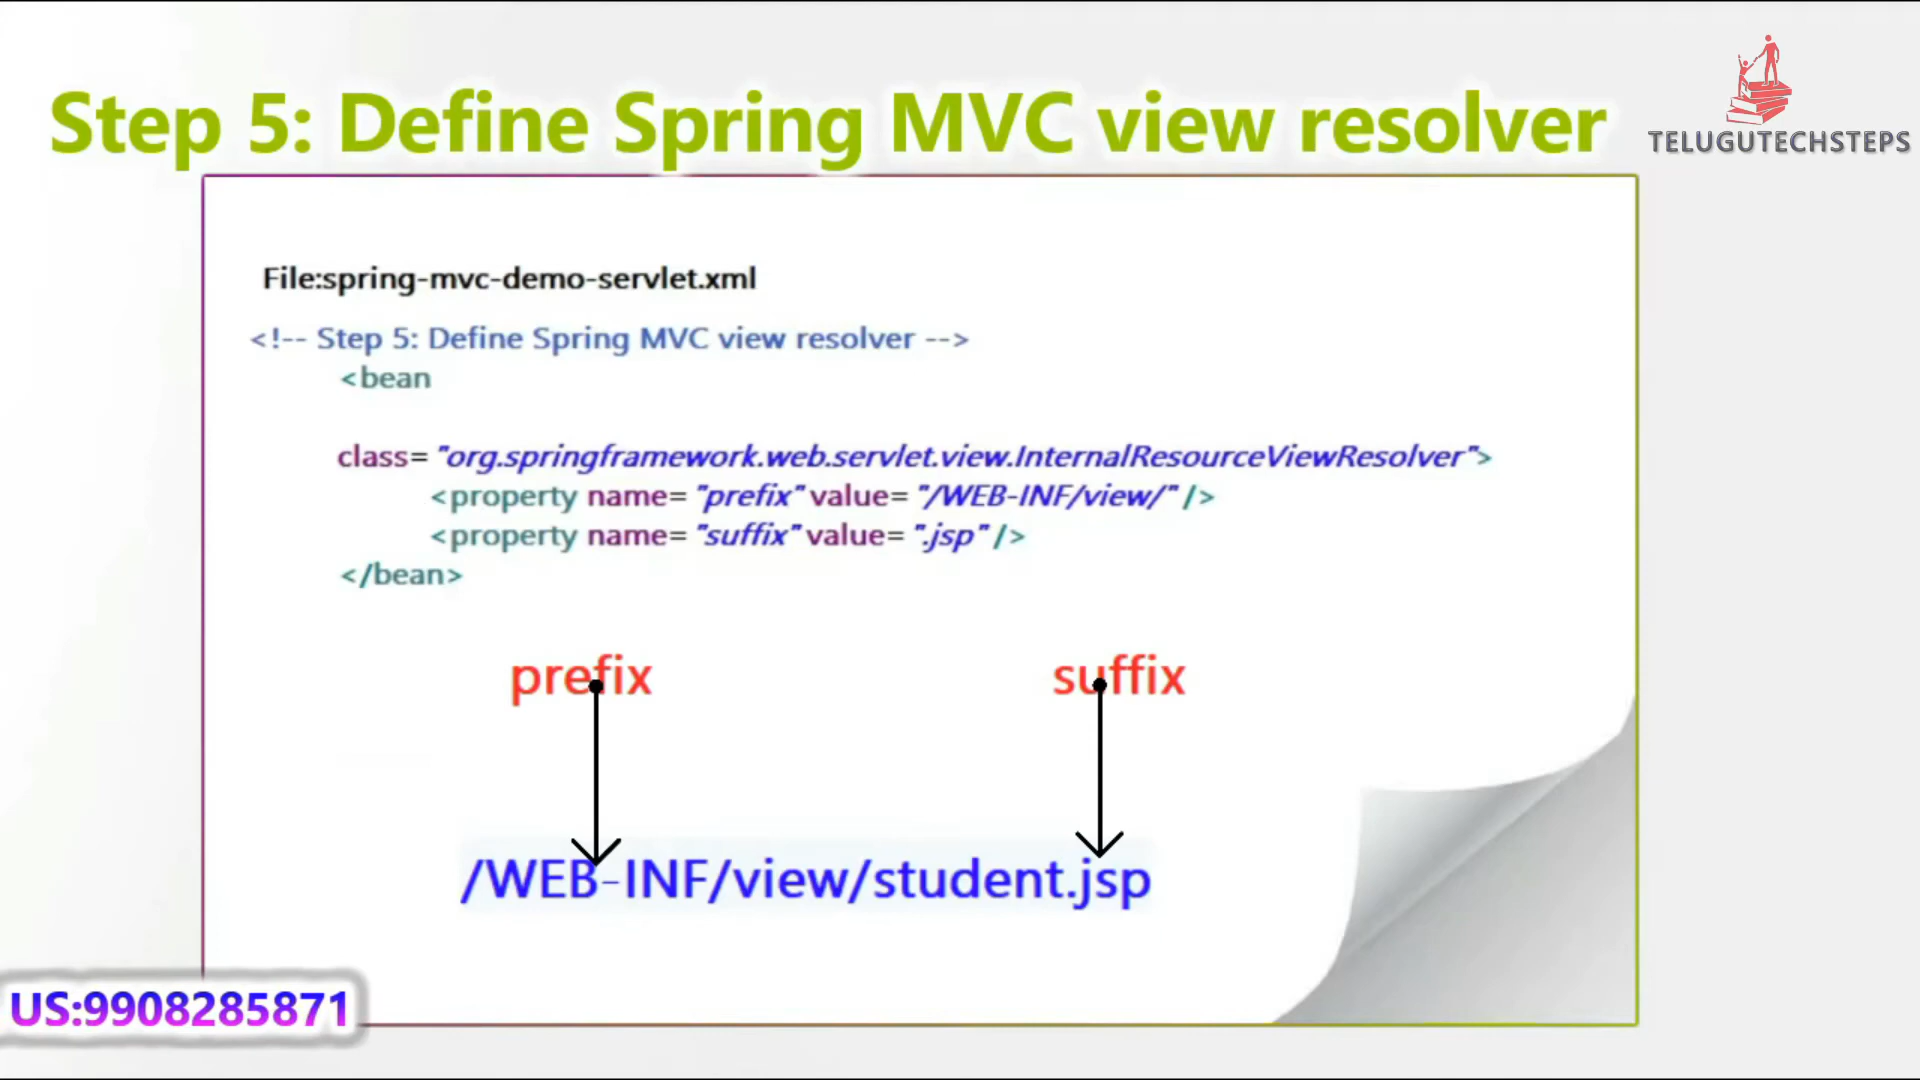 Step 5: Define Spring MVC view resolver
TELUGUTECHSTEPS
File:spring-mvc-demo-servlet.xml
<!-- Step 5: Define Spring MVC view resolver -->
<bean
class= "org.springframework.web.servlet.view.InternalResourceViewResolver">
<property name= "prefix" value= "/WEB-INF/view/" />
<property name= "suffix" value= ".jsp" />
</bean>
prefix suffix
/WEB-INF/view/student.jsp
US:9908285871